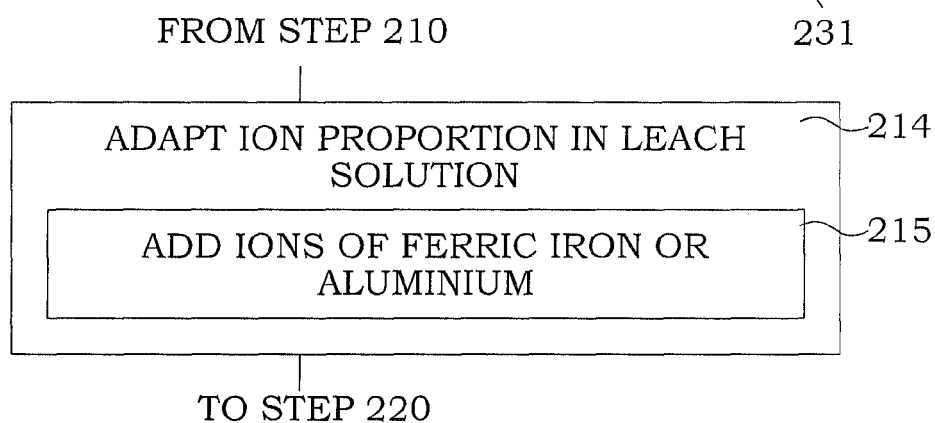 FROM STEP 210
231
ADAPT ION PROPORTION IN LEACH
SOLUTION
214
ADD IONS OF FERRIC IRON OR
ALUMINIUM
215
TO STEP 220